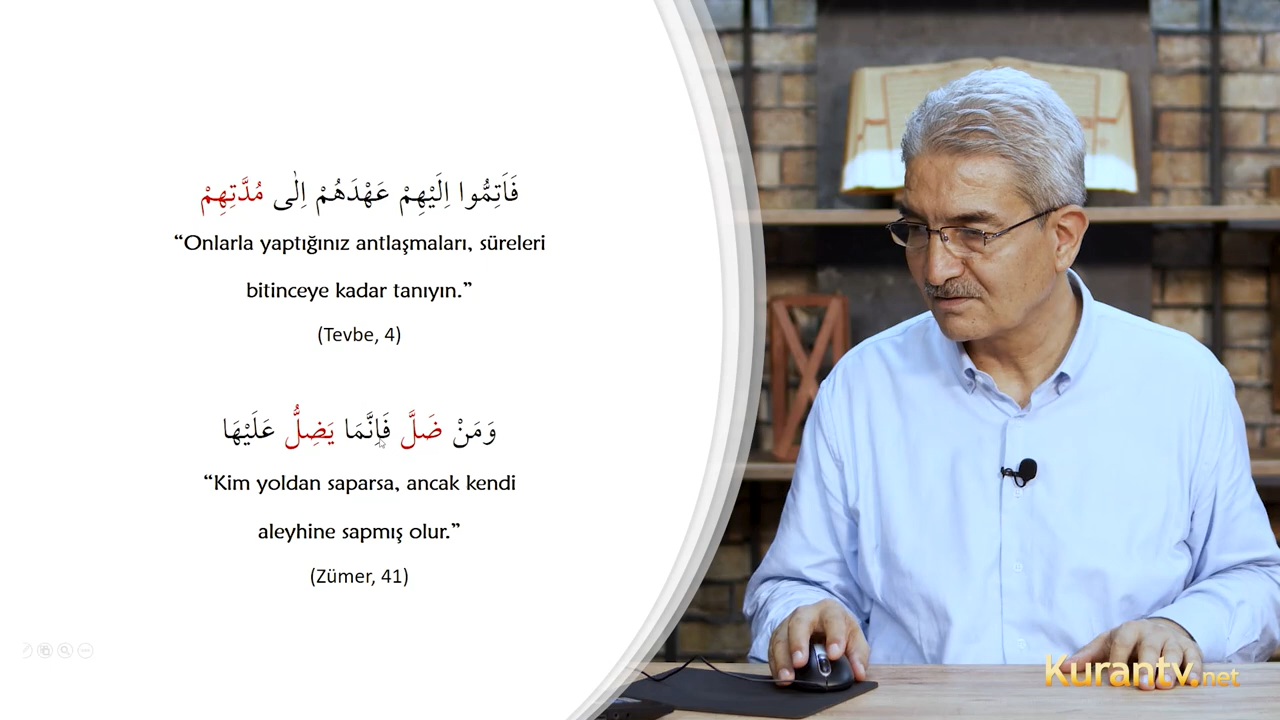 فَاَتِمُّوا اِلَيْهِمْ عَهْدَهُمْ اِلٰى مُدَّتِهِمْ
“Onlarla yaptığınız antlaşmaları, süreleri
bitinceye kadar tanıyın.”
(Tevbe, 4)
وَمَنْ ضَلَّ فَاِنَّمَا يَضِلُّ عَلَيْهَا
“Kim yoldan saparsa, ancak kendi
aleyhine sapmış olur.”
(Zümer, 41)
Kurantv.net